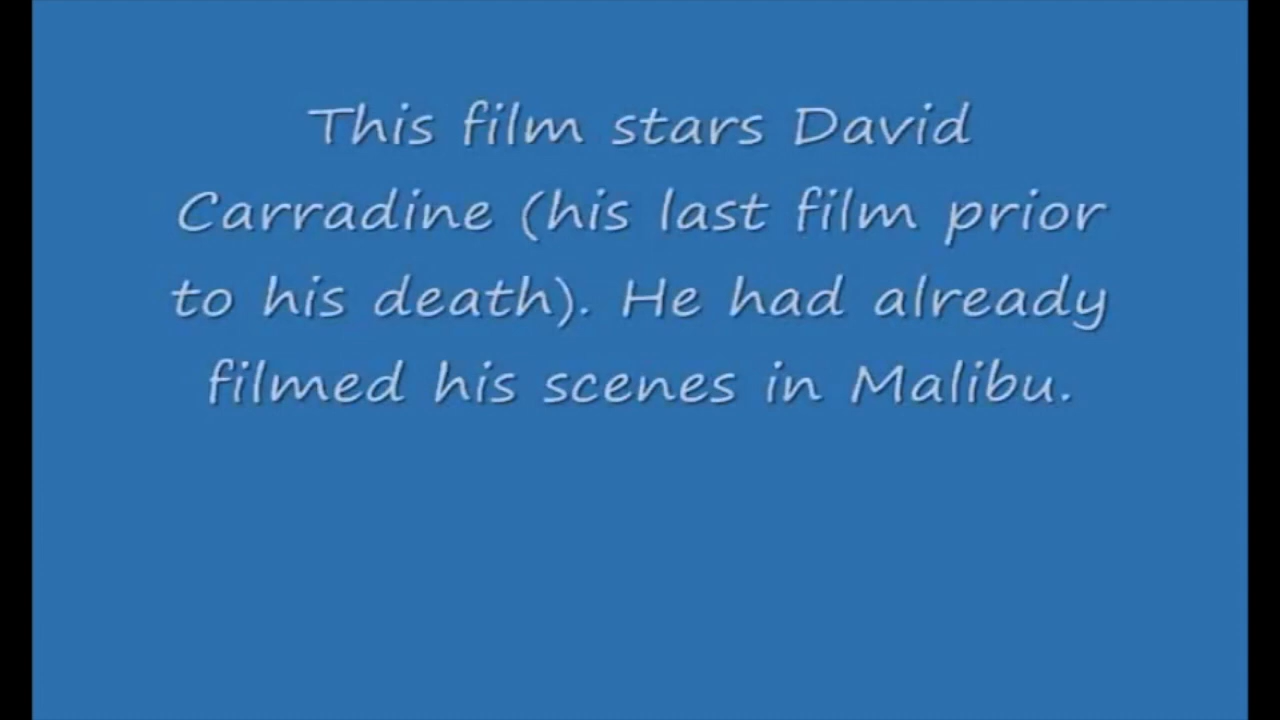 This film stars David
Carradine (his last film prior
to his death). He had already
filmed his scenes in Malibu.